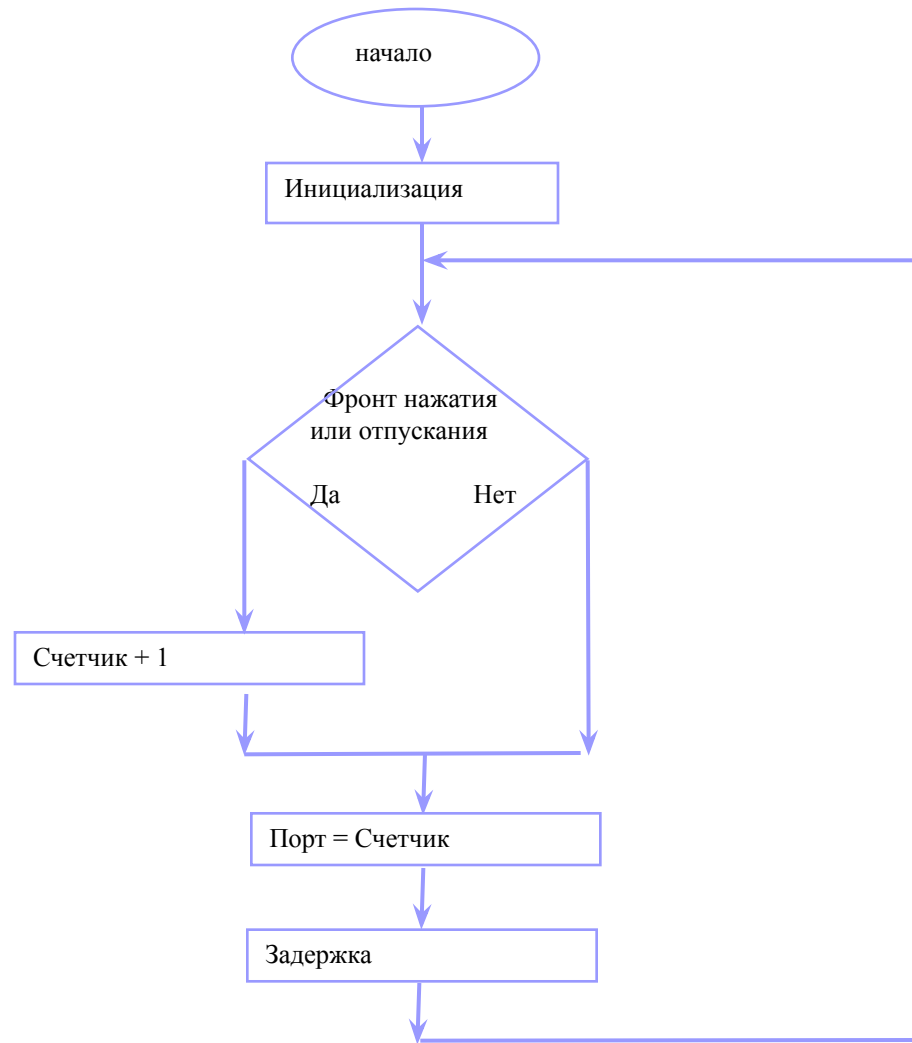 начало
Инициализация
Фронт нажатия
или отпускания
Да Нет
Счетчик + 1
Порт = Счетчик
Задержка